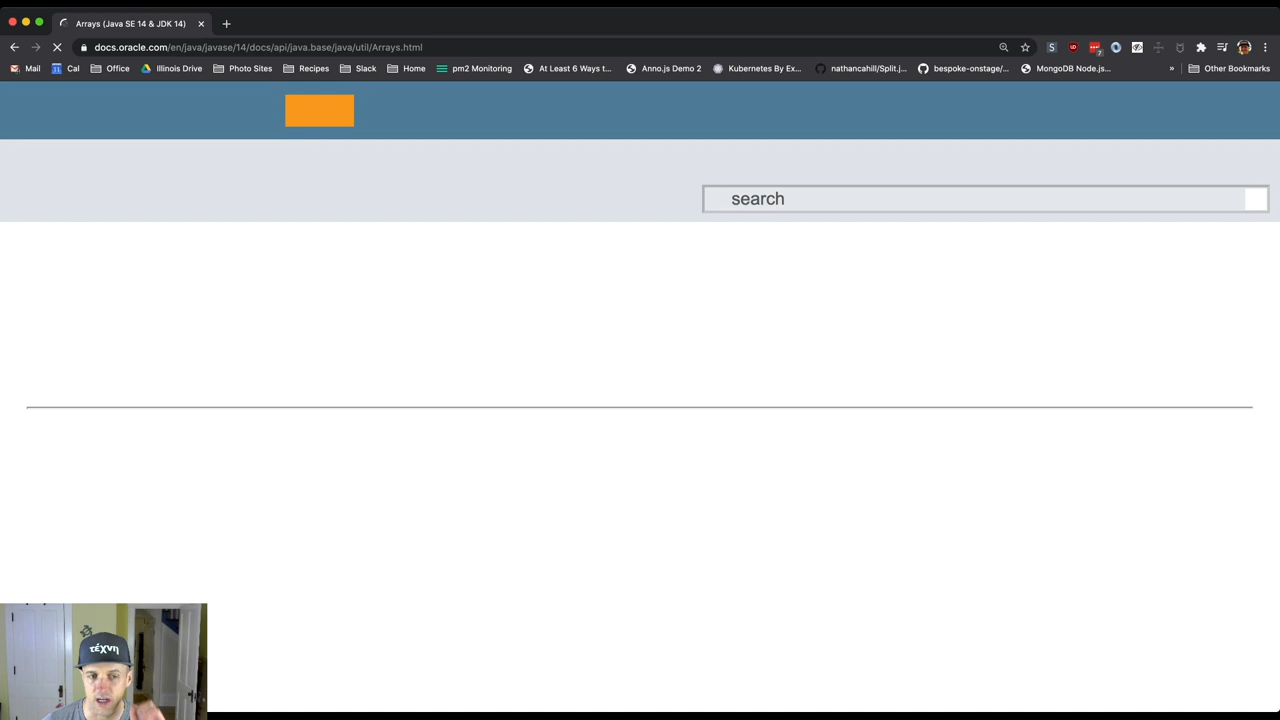 Arrays (Java SE 14 & JDK 14)
docs.oracle.com/en/java/javase/14/docs/api/java.base/java/util/Arrays.html
Mail Cal Office Illinois Drive Photo Sites Recipes Slack Home pm2 Monitoring At Least 6 Ways t... Anno.js Demo 2 Kubernetes By Ex... nathancahill/Split.j... bespoke-onstage/... MongoDB Node.js... » Other Bookmarks
search
τέχνη